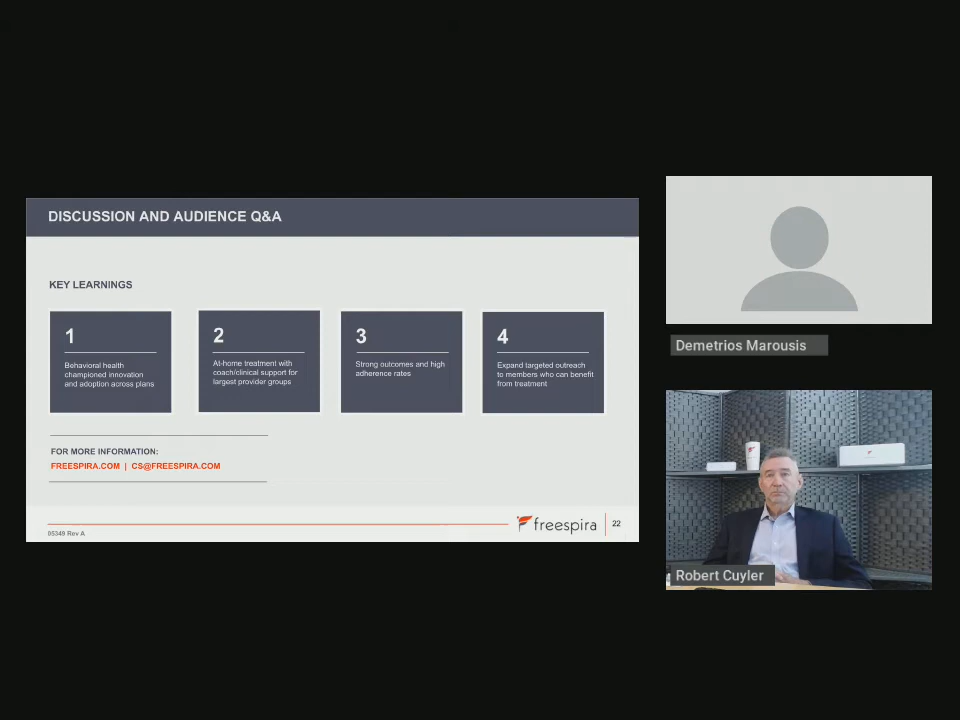 DISCUSSION AND AUDIENCE Q&A
KEY LEARNINGS
1
Behavioral health
championed innovation
and adoption across plans
2
At-home treatment with
coach/clinical support for
largest provider groups
3
Strong outcomes and high
adherence rates
4
Expand targeted outreach
to members who can benefit
from treatment
FOR MORE INFORMATION:
FREESPIRA.COM | CS@FREESPIRA.COM
95349 Rev A
freespira
22
Demetrios Marousis
Robert Cuyler